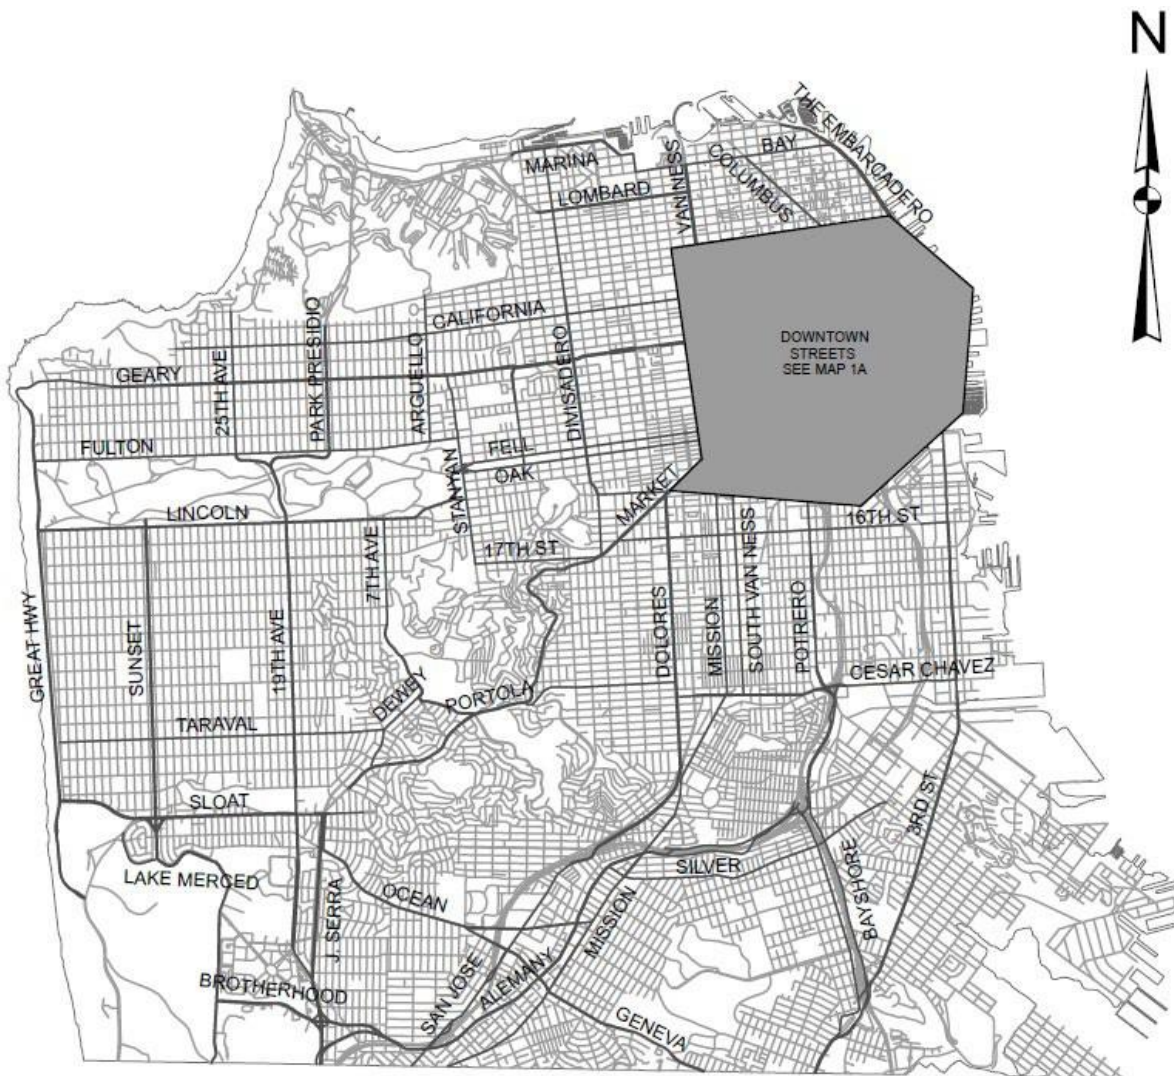 N
THE EMBARCADERO
BAY
MARINA
COLUMBUS
VAN NESS
LOMBARD
CALIFORNIA
DOWNTOWN
STREETS
SEE MAP 1A
PARK PRESIDIO
ARGUELLO
DIVISADERO
25TH AVE
GEARY
FULTON
FELL
OAK
STANYAN
MARKET
LINCOLN
16TH ST
17TH ST
7TH AVE
SOUTH VAN NESS
DOLORES
MISSION
POTRERO
GREAT HWY
SUNSET
19TH AVE
CESAR CHAVEZ
DEWEY
PORTOLA
TARAVAL
SLOAT
3RD ST
SILVER
LAKE MERCED
OCEAN
J. SERRA
MISSION
BAYSHORE
BROTHERHOOD
SAN JOSE
ALEMANY
GENEVA